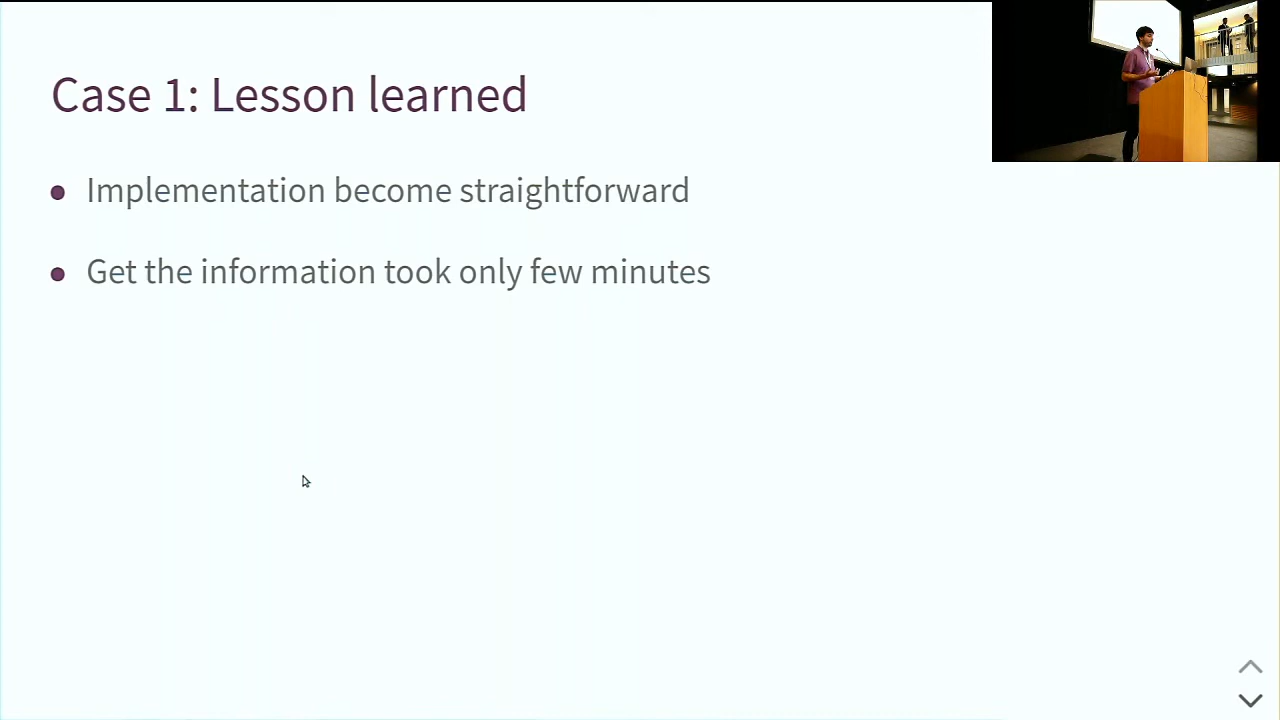 Case 1: Lesson learned
Implementation become straightforward
Get the information took only few minutes